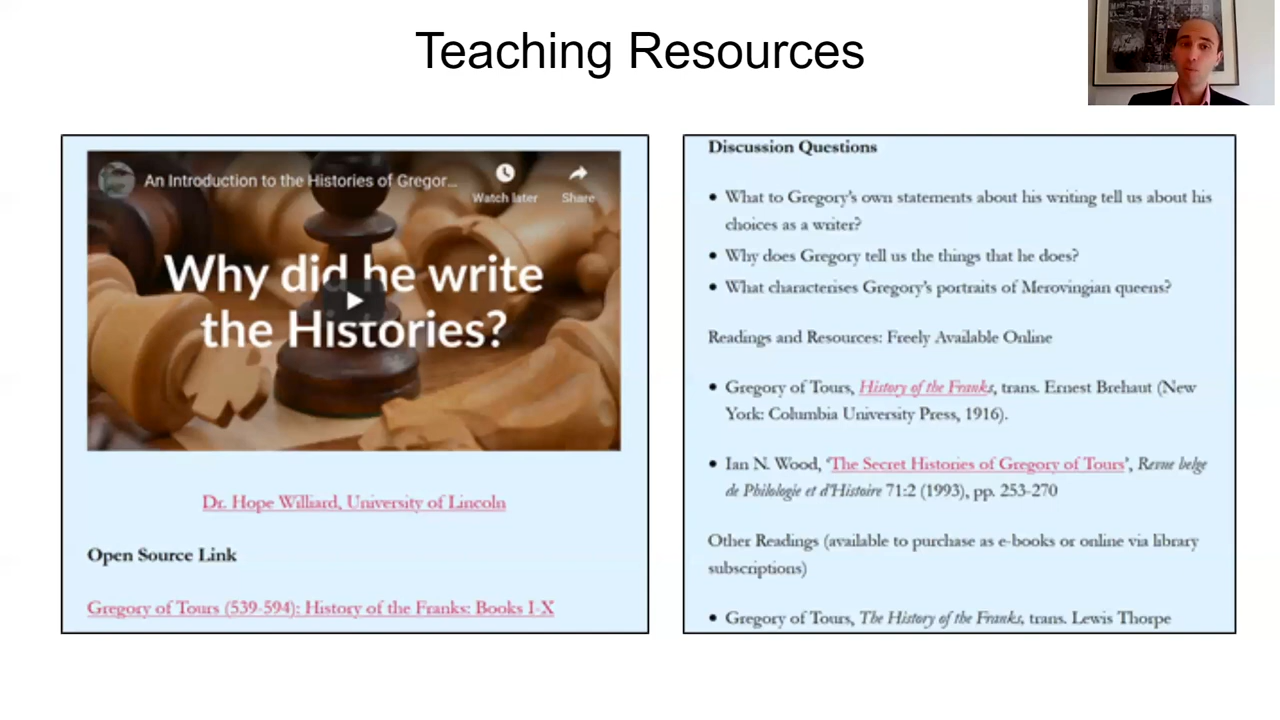 Teaching Resources
An Introduction to the Histories of Gregor...
Watch later
Share
Why did he write
the Histories?
Dr. Hope Williard, University of Lincoln
Open Source Link
Gregory of Tours (539-594): History of the Franks: Books I-X
Discussion Questions
• What to Gregory's own statements about his writing tell us about his
choices as a writer?
• Why does Gregory tell us the things that he does?
• What characterises Gregory's portraits of Merovingian queens?
Readings and Resources: Freely Available Online
• Gregory of Tours, History of the Franks, trans. Ernest Brehaut (New
York: Columbia University Press, 1916).
• Ian N. Wood, 'The Secret Histories of Gregory of Tours', Revue belge
de Philologie et d'Histoire 71:2 (1993), pp. 253-270
Other Readings (available to purchase as e-books or online via library
subscriptions)
• Gregory of Tours, The History of the Franks, trans. Lewis Thorpe